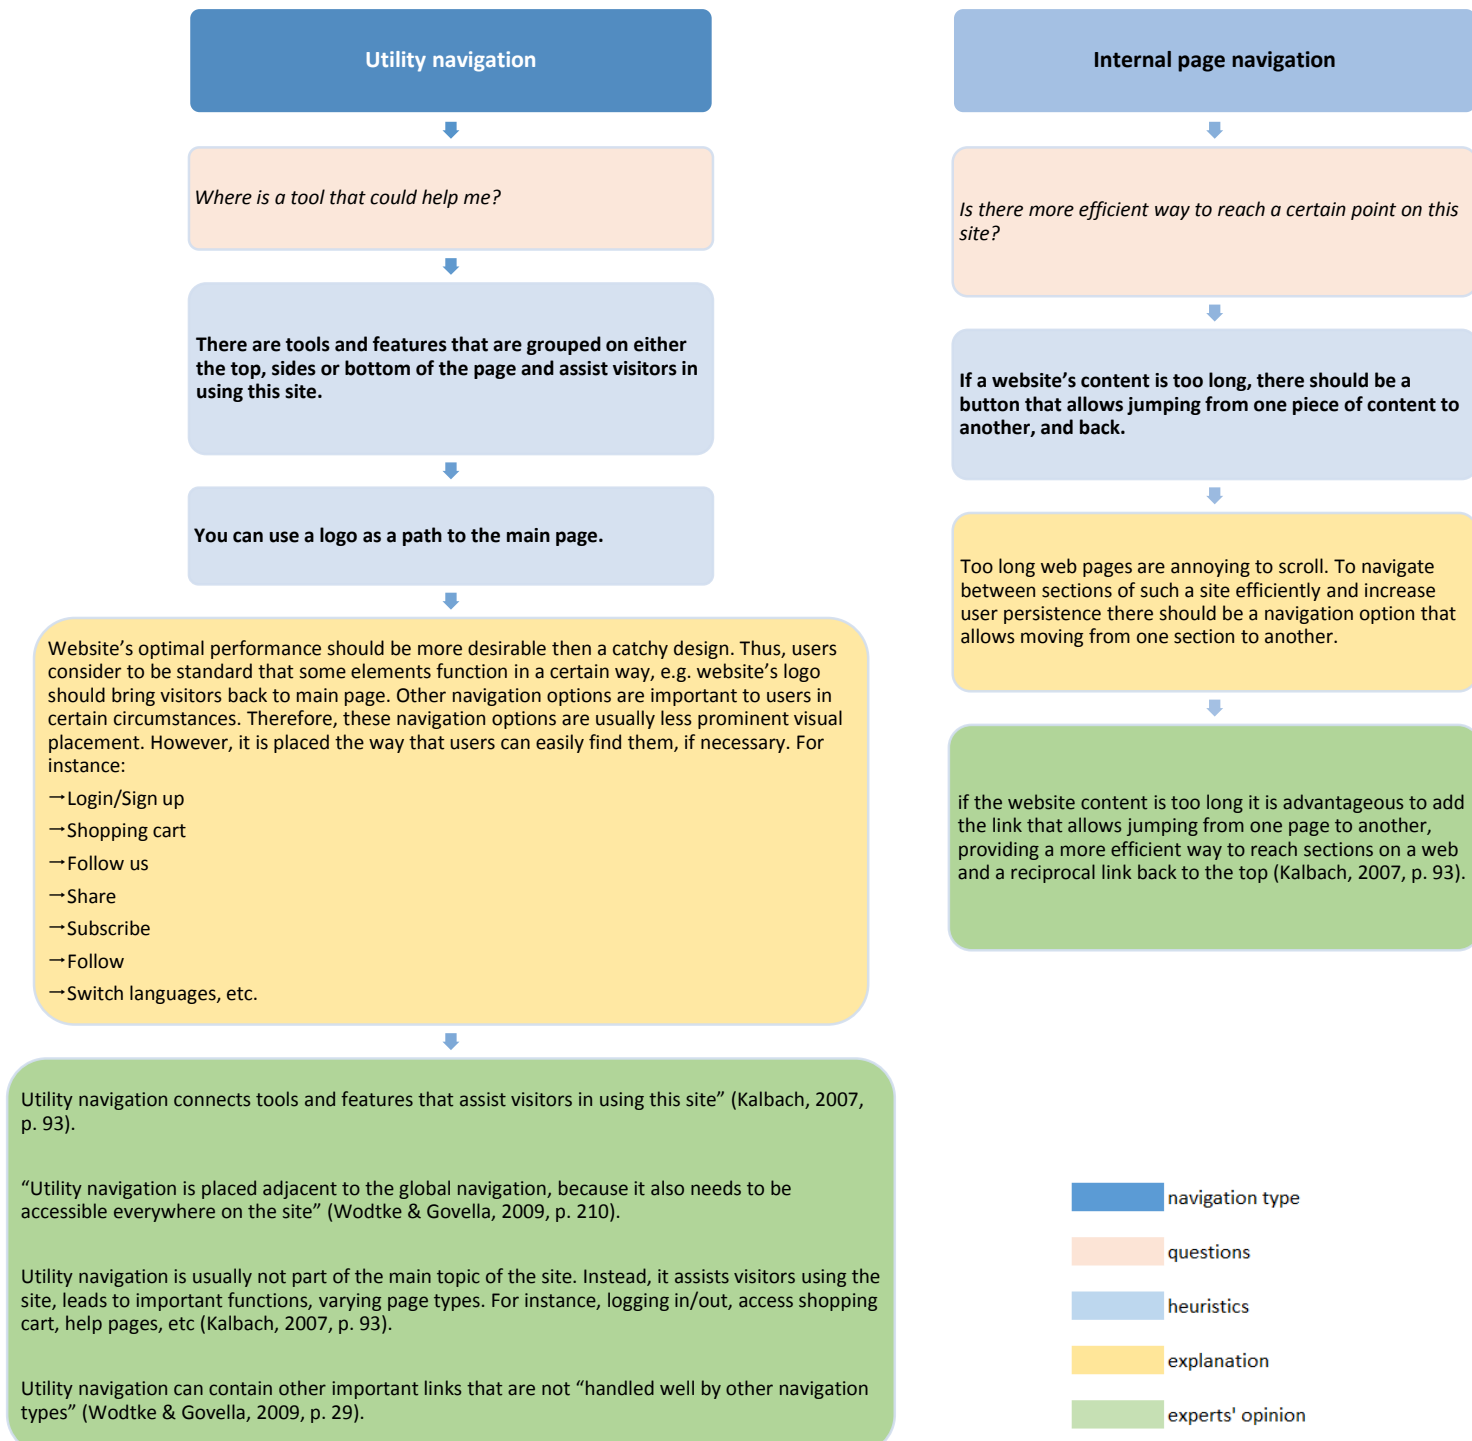 Utility navigation
Where is a tool that could help me?
There are tools and features that are grouped on either
the top, sides or bottom of the page and assist visitors in
using this site.
You can use a logo as a path to the main page.
Website’s optimal performance should be more desirable then a catchy design. Thus, users
consider to be standard that some elements function in a certain way, e.g. website’s logo
should bring visitors back to main page. Other navigation options are important to users in
certain circumstances. Therefore, these navigation options are usually less prominent visual
placement. However, it is placed the way that users can easily find them, if necessary. For
instance:
→Login/Sign up
→Shopping cart
→Follow us
→Share
→Subscribe
→Follow
→Switch languages, etc.
Utility navigation connects tools and features that assist visitors in using this site” (Kalbach, 2007,
p. 93).
“Utility navigation is placed adjacent to the global navigation, because it also needs to be
accessible everywhere on the site” (Wodtke & Govella, 2009, p. 210).
Utility navigation is usually not part of the main topic of the site. Instead, it assists visitors using the
site, leads to important functions, varying page types. For instance, logging in/out, access shopping
cart, help pages, etc (Kalbach, 2007, p. 93).
Utility navigation can contain other important links that are not “handled well by other navigation
types” (Wodtke & Govella, 2009, p. 29).
Internal page navigation
Is there more efficient way to reach a certain point on this
site?
If a website’s content is too long, there should be a
button that allows jumping from one piece of content to
another, and back.
Too long web pages are annoying to scroll. To navigate
between sections of such a site efficiently and increase
user persistence there should be a navigation option that
allows moving from one section to another.
if the website content is too long it is advantageous to add
the link that allows jumping from one page to another,
providing a more efficient way to reach sections on a web
and a reciprocal link back to the top (Kalbach, 2007, p. 93).
navigation type
questions
heuristics
explanation
experts' opinion